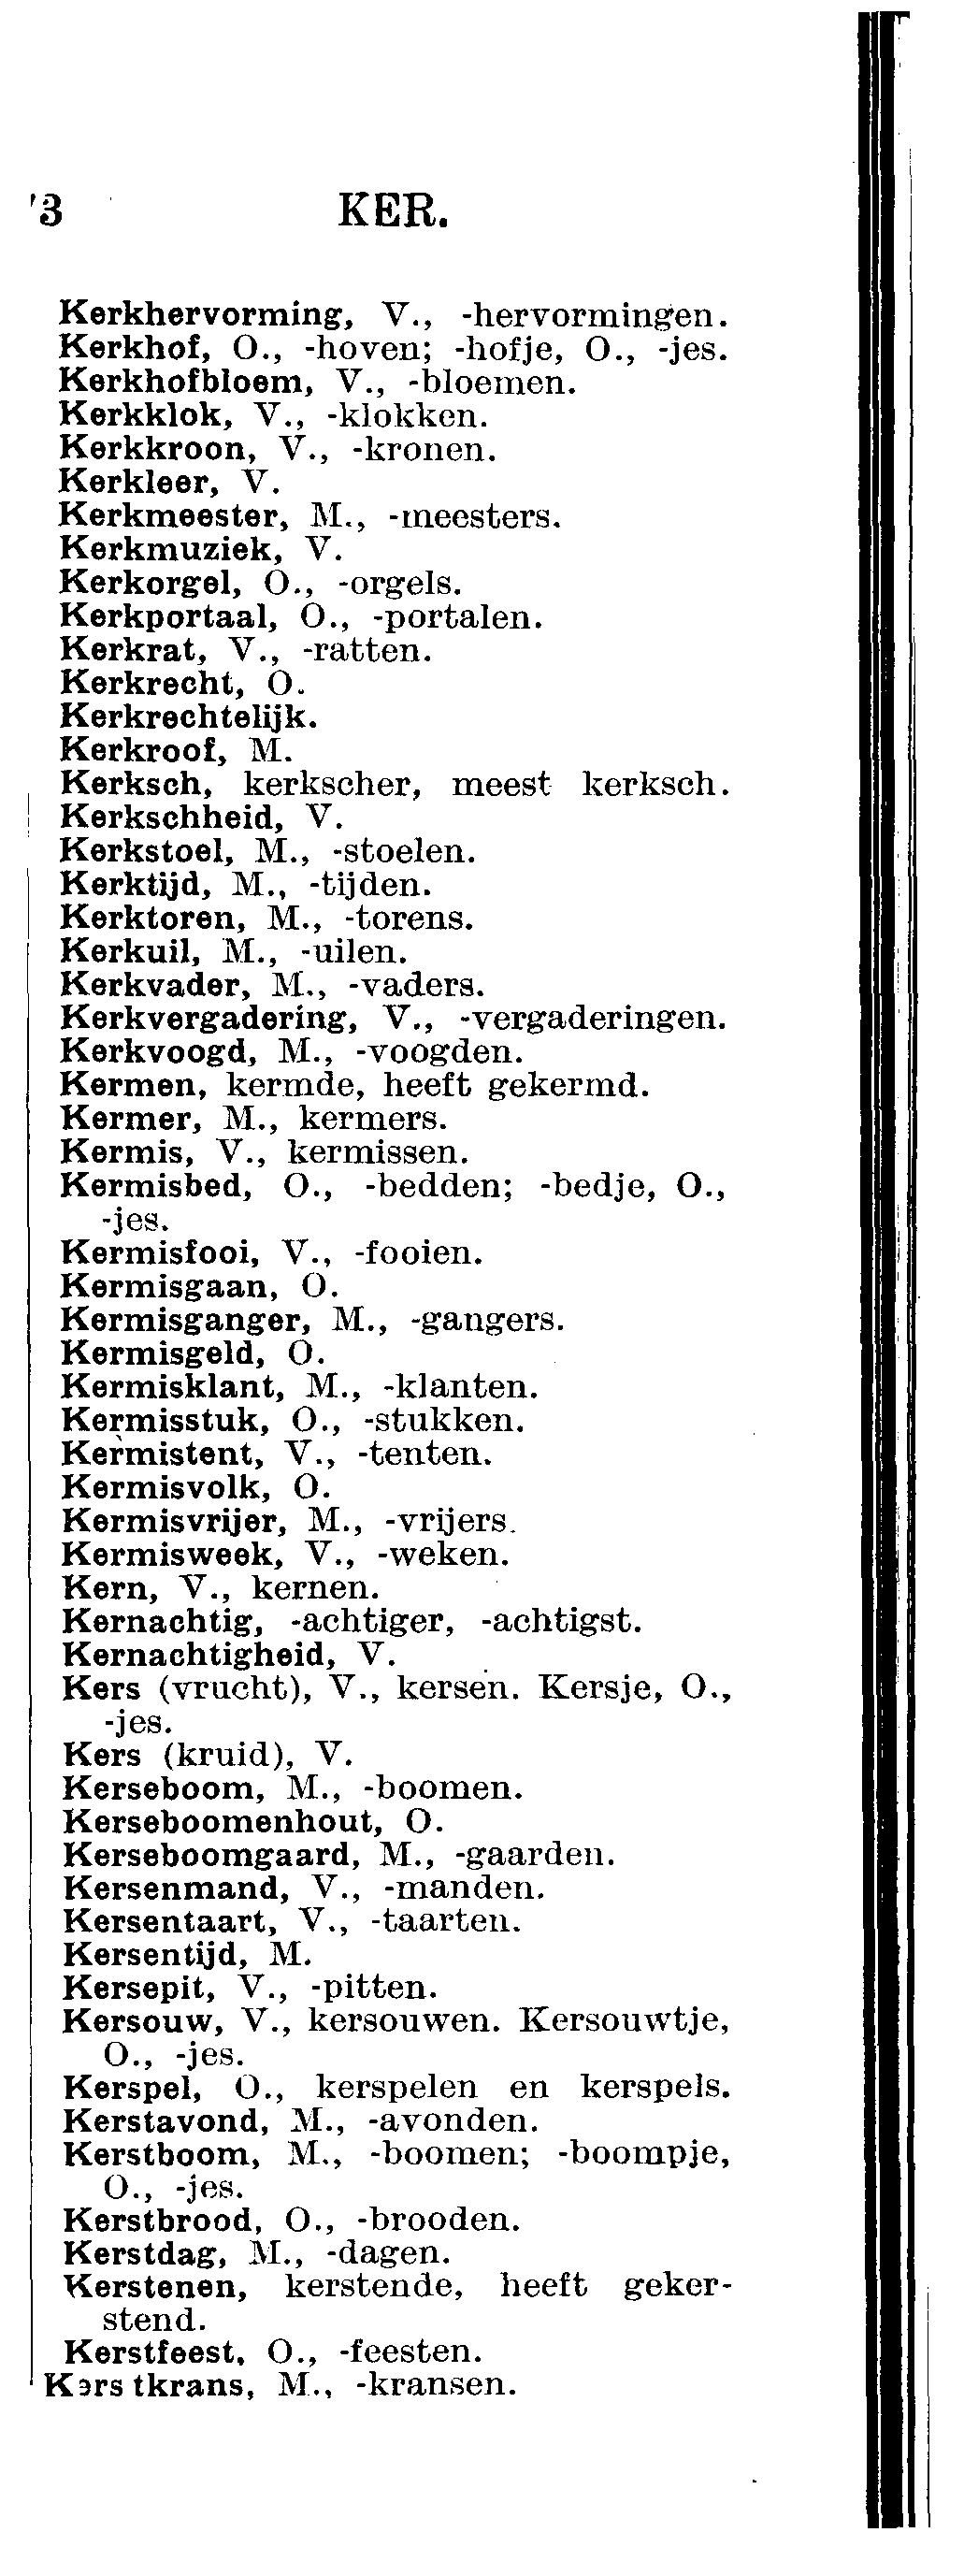 '3 KER.
Kerkhervorming, V., -hervormingen.
Kerkhof, O., -hoven; -hofje, O., -jes.
Kerkhofbloem, V., -bloemen.
Kerkklok, V., -klokken.
Kerkkroon, V., -kronen.
Kerkleer, V.
Kerkmeester, M., -meesters.
Kerkmuziek, V.
Kerkorgel, O., -orgels.
Kerkportaal, O., -portalen.
Kerkrat, V., -ratten.
Kerkrecht, O.
Kerkrechtelijk.
Kerkroof, M.
Kerksch, kerkscher, meest kerksch.
Kerkschheid, V.
Kerkstoel, M., -stoelen.
Kerktijd, M., -tijden.
Kerktoren, M., -torens.
Kerkuil, M., -uilen.
Kerkvader, M., -vaders.
Kerkvergadering, V., -vergaderingen.
Kerkvoogd, M., -voogden.
Kermen, kermde, heeft gekermd.
Kermer, M., kermers.
Kermis, V., kermissen.
Kermisbed, O., -bedden; -bedje, O.,
-jes.
Kermisfooi, V., -fooien.
Kermisgaan, O.
Kermisganger, M., -gangers.
Kermisgeld, O.
Kermisklant, M., -klanten.
Kermisstuk, O., -stukken.
Kermistent, V., -tenten.
Kermisvolk, O.
Kermisvrijer, M., -vrijers.
Kermisweek, V., -weken.
Kern, V., kernen.
Kernachtig, -achtiger, -achtigst.
Kernachtigheid, V.
Kers (vrucht), V., kersen. Kersje, O.,
-jes.
Kers (kruid), V.
Kerseboom, M., -boomen.
Kerseboomenhout, O.
Kerseboomgaard, M., -gaarden.
Kersenmand, V., -manden.
Kersentaart, V., -taarten.
Kersentijd, M.
Kersepit, V., -pitten.
Kersouw, V., kersouwen. Kersouwtje,
O., -jes.
Kerspel, O., kerspelen en kerspels.
Kerstavond, M., -avonden.
Kerstboom, M., -boomen; -boompje,
O., -jes.
Kerstbrood, O., -brooden.
Kerstdag, M., -dagen.
Kerstenen, kerstende, heeft geker-
stend.
Kerstfeest, O., -feesten.
Kerstkrans, M., -kransen.